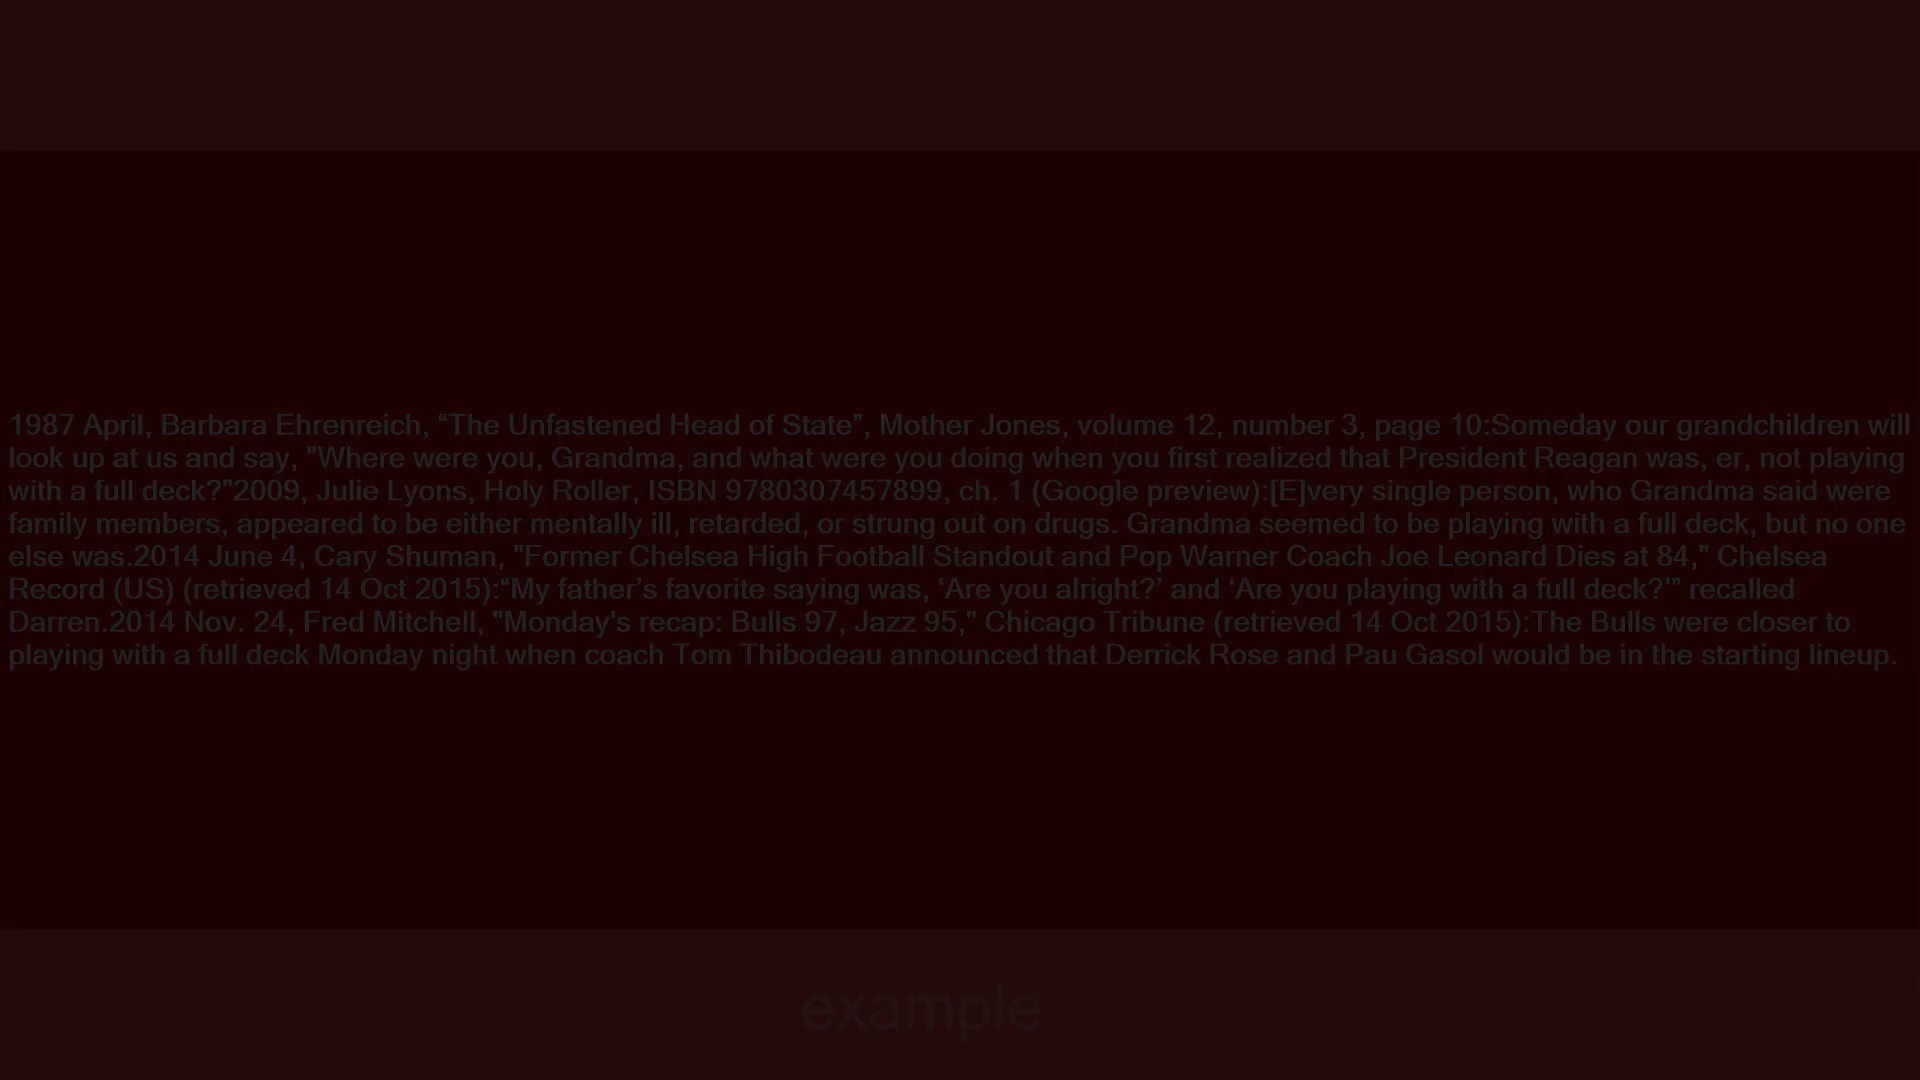 1987 April, Barbara Ehrenreich, “The Unfastened Head of State”, Mother Jones, volume 12, number 3, page 10:Someday our grandchildren will
look up at us and say, "Where were you, Grandma, and what were you doing when you first realized that President Reagan was, er, not playing
with a full deck?"2009, Julie Lyons, Holy Roller, ISBN 9780307457899, ch. 1 (Google preview):[E]very single person, who Grandma said were
family members, appeared to be either mentally ill, retarded, or strung out on drugs. Grandma seemed to be playing with a full deck, but no one
else was.2014 June 4, Cary Shuman, "Former Chelsea High Football Standout and Pop Warner Coach Joe Leonard Dies at 84," Chelsea
Record (US) (retrieved 14 Oct 2015):“My father’s favorite saying was, ‘Are you alright?’ and ‘Are you playing with a full deck?’” recalled
Darren.2014 Nov. 24, Fred Mitchell, "Monday's recap: Bulls 97, Jazz 95," Chicago Tribune (retrieved 14 Oct 2015):The Bulls were closer to
playing with a full deck Monday night when coach Tom Thibodeau announced that Derrick Rose and Pau Gasol would be in the starting lineup.
example